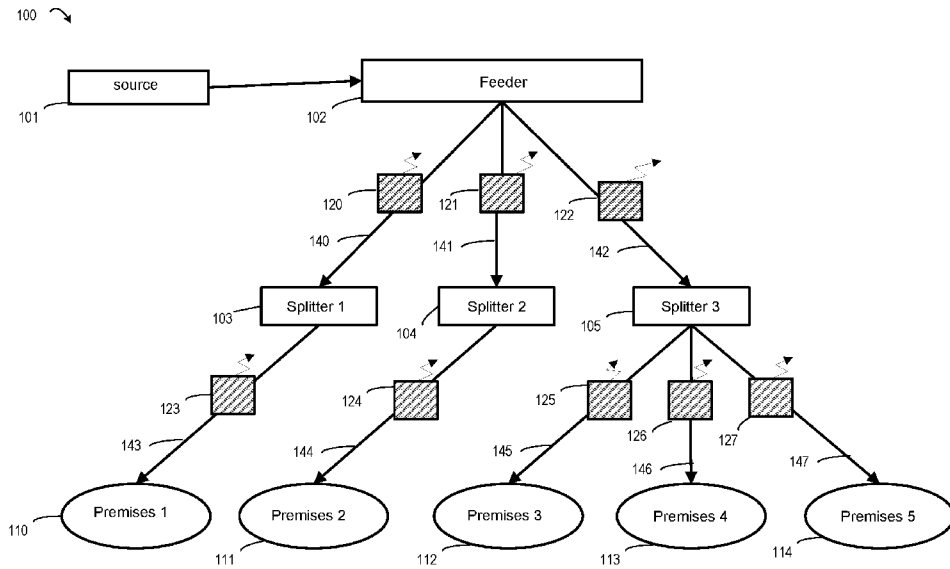 100
source
Feeder
101
102
120
121
122
140
141
142
Splitter 1
Splitter 2
Splitter 3
103
104
105
123
124
125
126
127
143
144
145
146
147
Premises 1
Premises 2
Premises 3
Premises 4
Premises 5
110
111
112
113
114